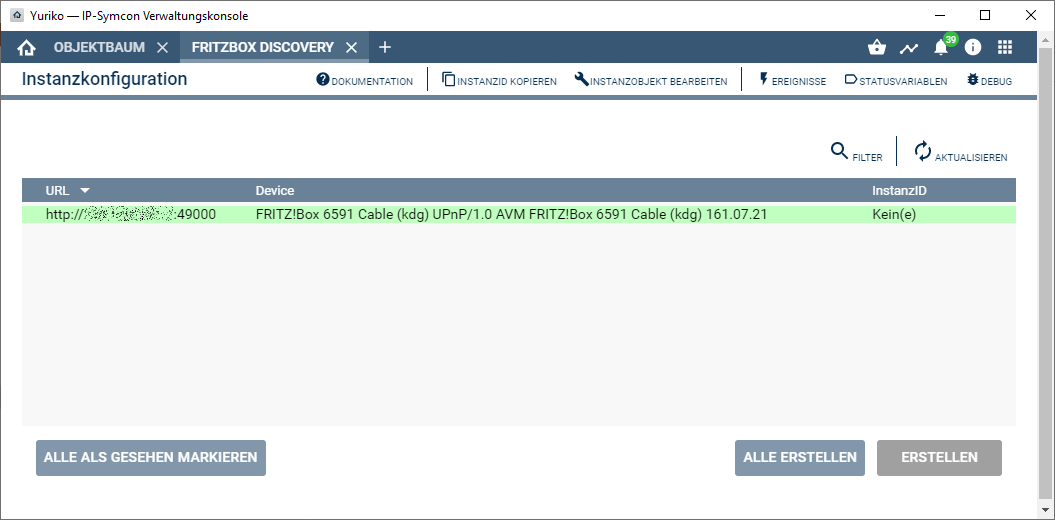 Yuriko — IP-Symcon Verwaltungskonsole
OBJEKTBAUM FRITZBOX DISCOVERY 39
Instanzkonfiguration DOKUMENTATION INSTANZID KOPIEREN INSTANZOBJEKT BEARBEITEN EREIGNISSE STATUSVARIABLEN DEBUG
FILTER AKTUALISIEREN
URL Device InstanzID
http:// :49000 FRITZ!Box 6591 Cable (kdg) UPnP/1.0 AVM FRITZ!Box 6591 Cable (kdg) 161.07.21 Kein(e)
ALLE ALS GESEHEN MARKIEREN ALLE ERSTELLEN ERSTELLEN